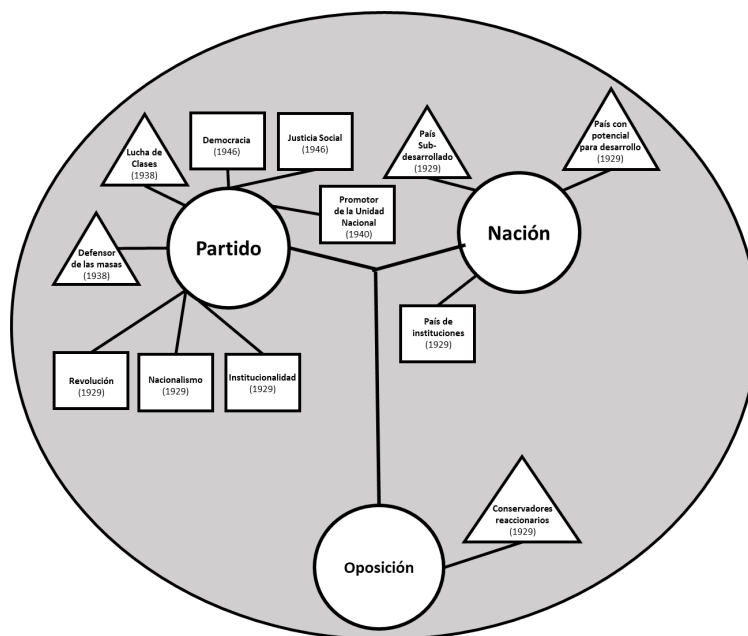 Lucha de
Clases
(1938)
Democracia
(1946)
Justicia Social
(1946)
Promotor
de la Unidad
Nacional
(1940)
Partido
Defensor
de las masas
(1938)
Revolución
(1929)
Nacionalismo
(1929)
Institucionalidad
(1929)
País
Sub-
desarrollado
(1929)
País con
potencial
para desarrollo
(1929)
Nación
País de
instituciones
(1929)
Conservadores
reaccionarios
(1929)
Oposición